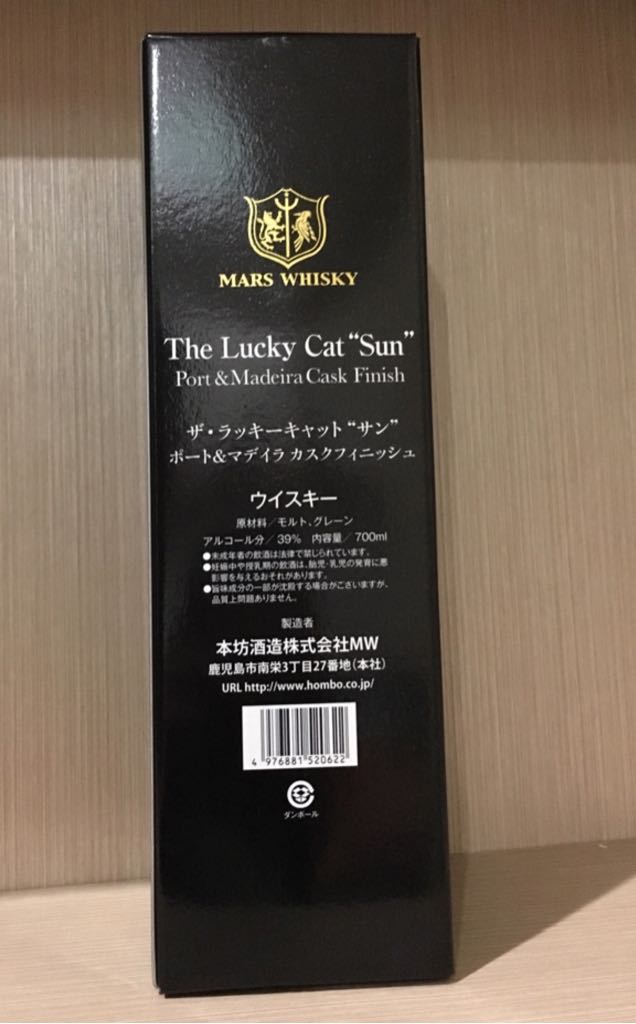 MARS WHISKY
The Lucky Cat “Sun”
Port & Madeira Cask Finish
ザ・ラッキーキャット “サン”
ポート&マデイラ カスクフィニッシュ
ウイスキー
原材料／モルト、グレーン
アルコール分／ 39% 内容量／ 700ml
●未成年者の飲酒は法律で禁じられています。
●妊娠中や授乳期の飲酒は、胎児・乳児の発育に悪
影響を与えるおそれがあります。
●旨味成分の一部が沈殿する場合がございますが、
品質上問題ありません。
製造者
本坊酒造株式会社MW
鹿児島市南栄3丁目27番地（本社）
URL http://www.hombo.co.jp/
4 976881 520622
ダンボール